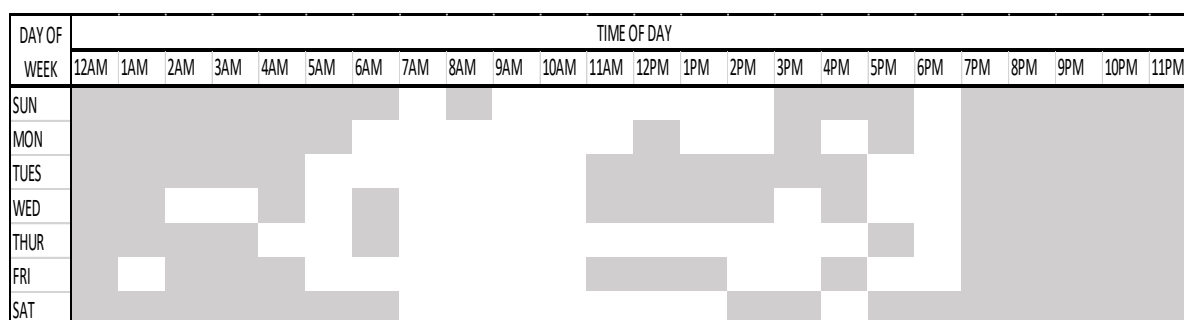 DAY OF WEEK TIME OF DAY
12AM 1AM 2AM 3AM 4AM 5AM 6AM 7AM 8AM 9AM 10AM 11AM 12PM 1PM 2PM 3PM 4PM 5PM 6PM 7PM 8PM 9PM 10PM 11PM
SUN
MON
TUES
WED
THUR
FRI
SAT